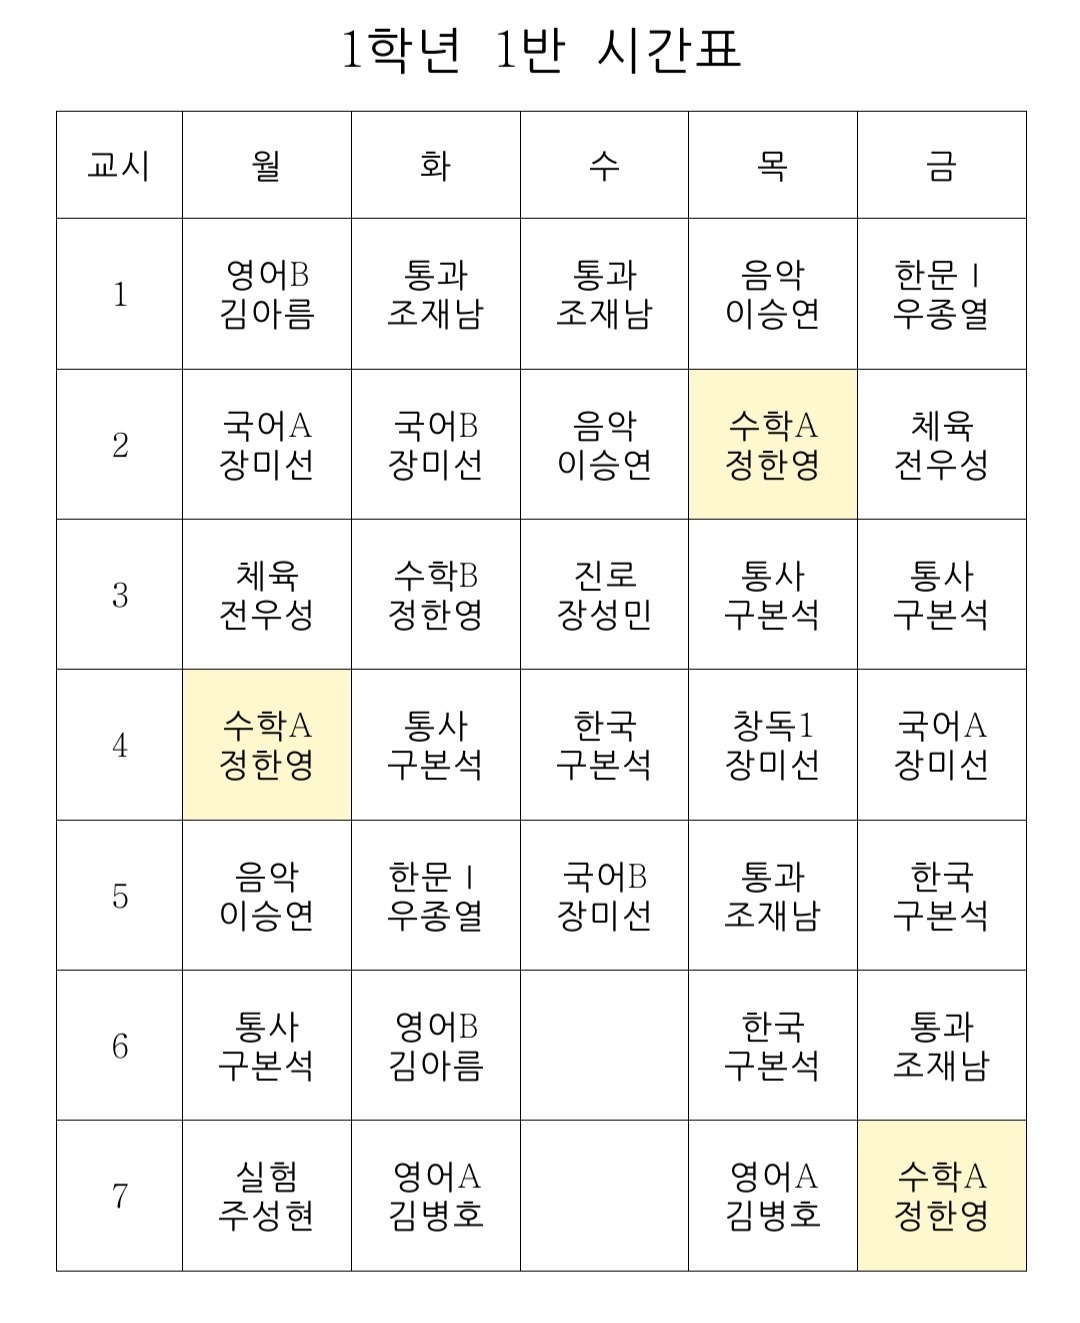 1학년 1반 시간표
교시 월 화 수 목 금
1 영어B 통과 통과 음악 한문Ⅰ
김아름 조재남 조재남 이승연 우종열
2 국어A 국어B 음악 수학A 체육
장미선 장미선 이승연 정한영 전우성
3 체육 수학B 진로 통사 통사
전우성 정한영 장성민 구본석 구본석
4 수학A 통사 한국 창독1 국어A
정한영 구본석 구본석 장미선 장미선
5 음악 한문Ⅰ 국어B 통과 한국
이승연 우종열 장미선 조재남 구본석
6 통사 영어B 한국 통과
구본석 김아름 구본석 조재남
7 실험 영어A 영어A 수학A
주성현 김병호 김병호 정한영